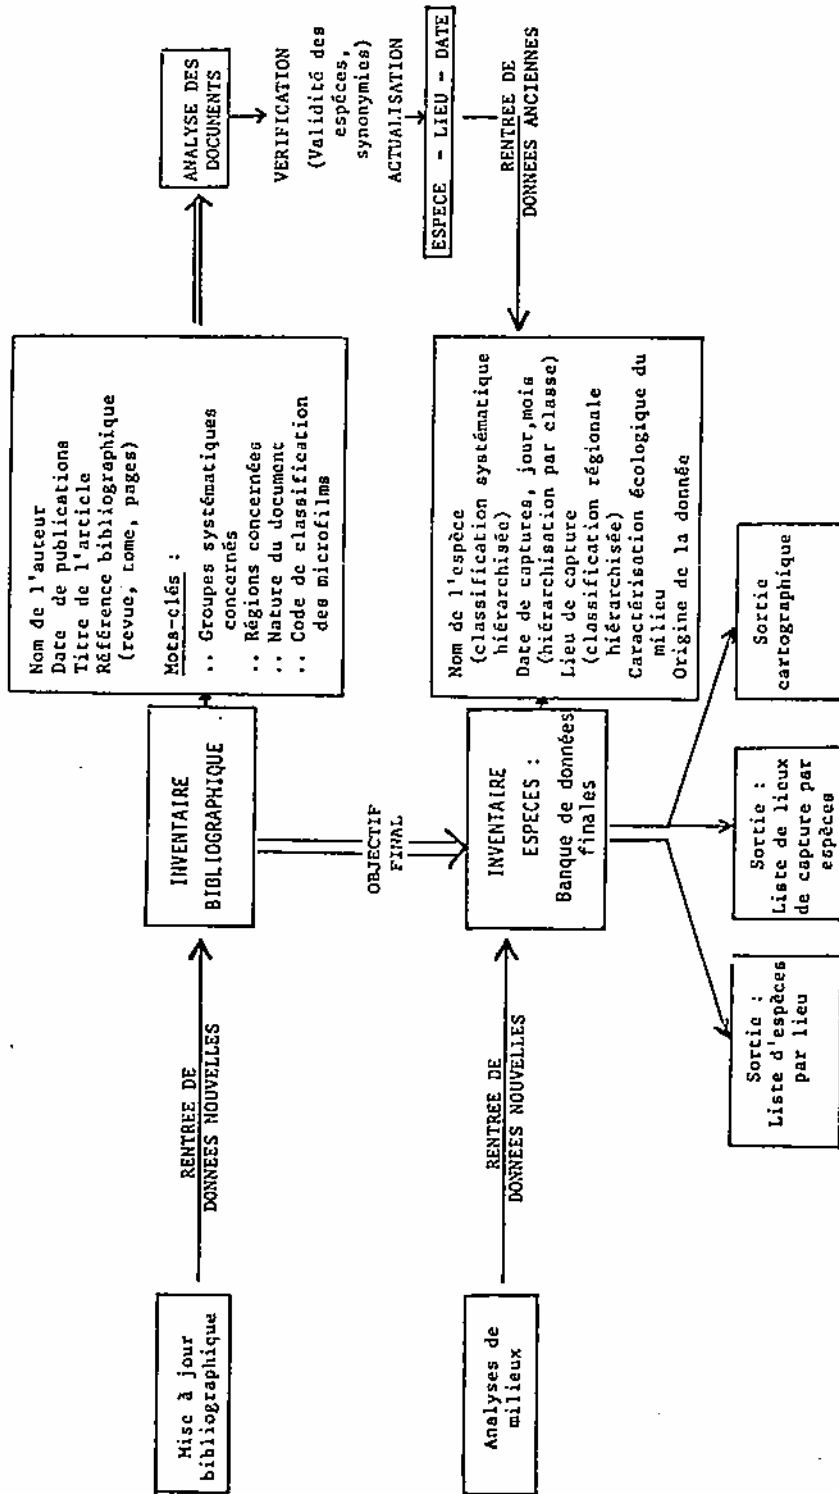 Mise à jour
bibliographique
RENTREE DE
DONNEES NOUVELLES
INVENTAIRE
BIBLIOGRAPHIQUE
Nom de l'auteur
Date de publications
Titre de l'article
Référence bibliographique
(revue, tome, pages)
Mots-clés :
.. Groupes systématiques
concernés
.. Régions concernées
.. Nature du document
.. Code de classification
des microfilms
ANALYSE DES
DOCUMENTS
VERIFICATION
(Validité des
espèces,
synonymies)
ACTUALISATION
ESPECE - LIEU - DATE
RENTREE DE
DONNEES ANCIENNES
OBJECTIF
FINAL
Analyses de
milieux
RENTREE DE
DONNEES NOUVELLES
INVENTAIRE
ESPECES :
Banque de données
finales
Nom de l'espèce
(classification systématique
hiérarchisée)
Date de captures, jour,mois
(hiérarchisation par classe)
Lieu de capture
(classification régionale
hiérarchisée)
Caractérisation écologique du
milieu
Origine de la donnée
Sortie :
Liste d'espèces
par lieu
Sortie :
Liste de lieux
de capture par
espèces
Sortie
cartographique